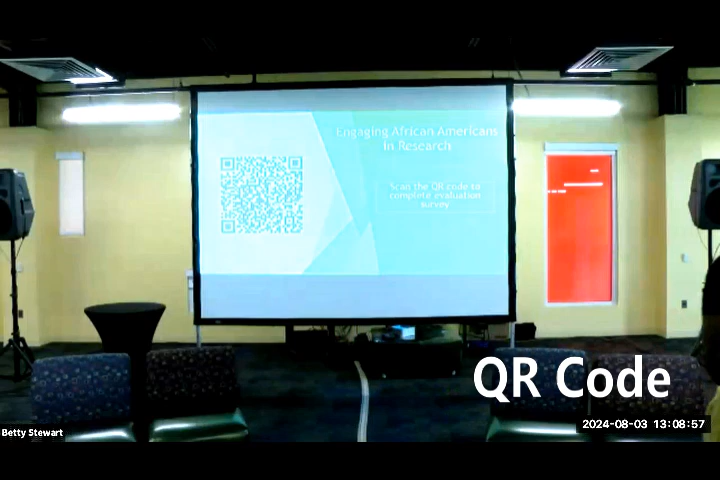 Engaging African Americans
in Research
Scan the QR code to
complete evaluation
survey
QR Code
2024-08-03 13:08:57
Betty Stewart